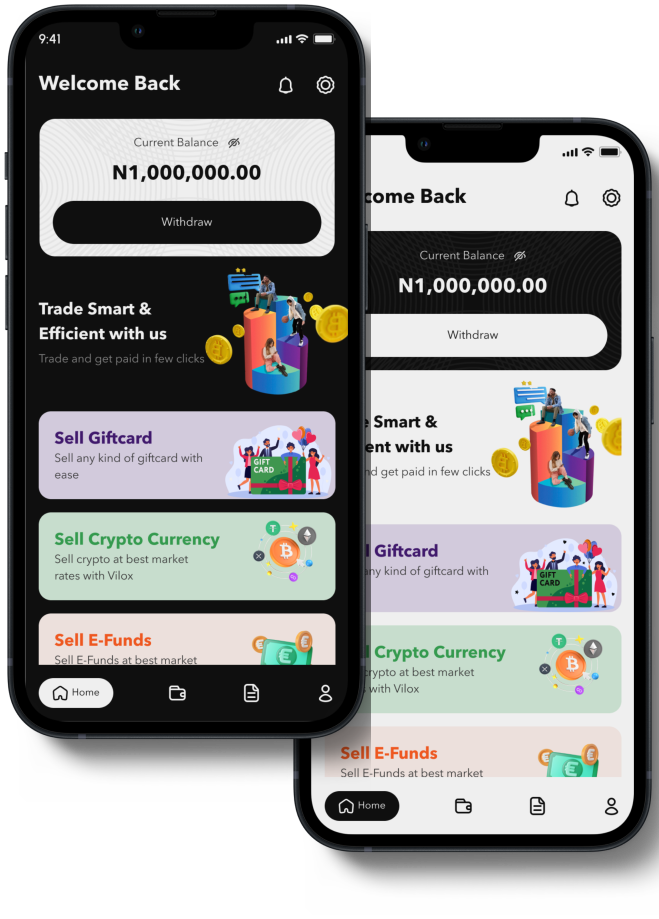 9:41
Welcome Back
Current Balance
N1,000,000.00
Withdraw
Trade Smart &
Efficient with us
Trade and get paid in few clicks
Sell Giftcard
Sell any kind of giftcard with
ease
GIFT
CARD
Sell Crypto Currency
Sell crypto at best market
rates with Vilox
Sell E-Funds
Sell E-Funds at best market
Home
come Back
Current Balance
N1,000,000.00
Withdraw
Smart &
ent with us
nd get paid in few clicks
Giftcard
any kind of giftcard with
GIFT
CARD
Crypto Currency
crypto at best market
with Vilox
Sell E-Funds
Sell E-Funds at best market
Home